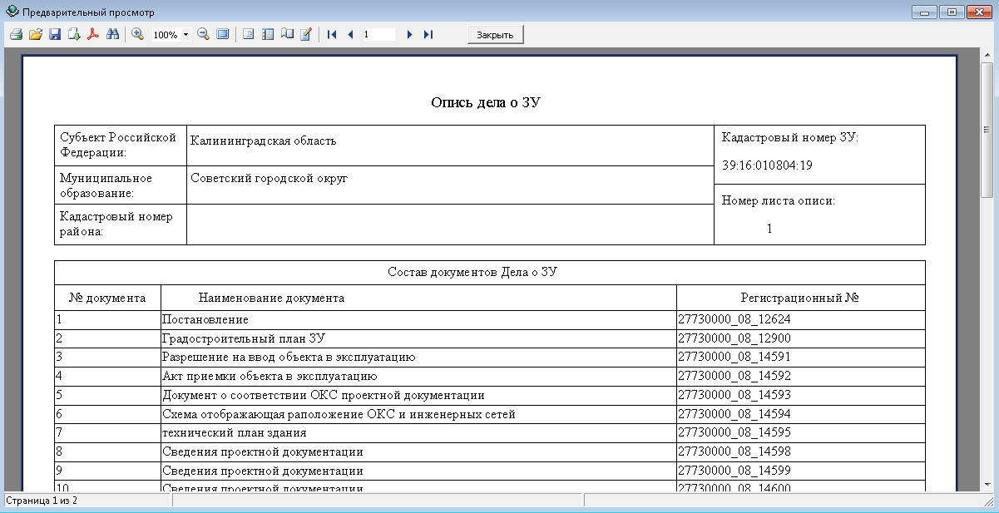 Предварительный просмотр
100%
1
Закрыть
Опись дела о ЗУ
Субъект Российской
Федерации:
Калининградская область
Кадастровый номер ЗУ:
39:16:010804:19
Муниципальное
образование:
Советский городской округ
Номер листа описи:
1
Кадастровый номер
района:
Состав документов Дела о ЗУ
№ документа Наименование документа Регистрационный №
1 Постановление 27730000_08_12624
2 Градостроительный план ЗУ 27730000_08_12900
3 Разрешение на ввод объекта в эксплуатацию 27730000_08_14591
4 Акт приемки объекта в эксплуатацию 27730000_08_14592
5 Документ о соответствии ОКС проектной документации 27730000_08_14593
6 Схема отображающая раположение ОКС и инженерных сетей 27730000_08_14594
7 технический план здания 27730000_08_14595
8 Сведения проектной документации 27730000_08_14598
9 Сведения проектной документации 27730000_08_14599
10 Сведения проектной документации 27730000_08_14600
Страница 1 из 2